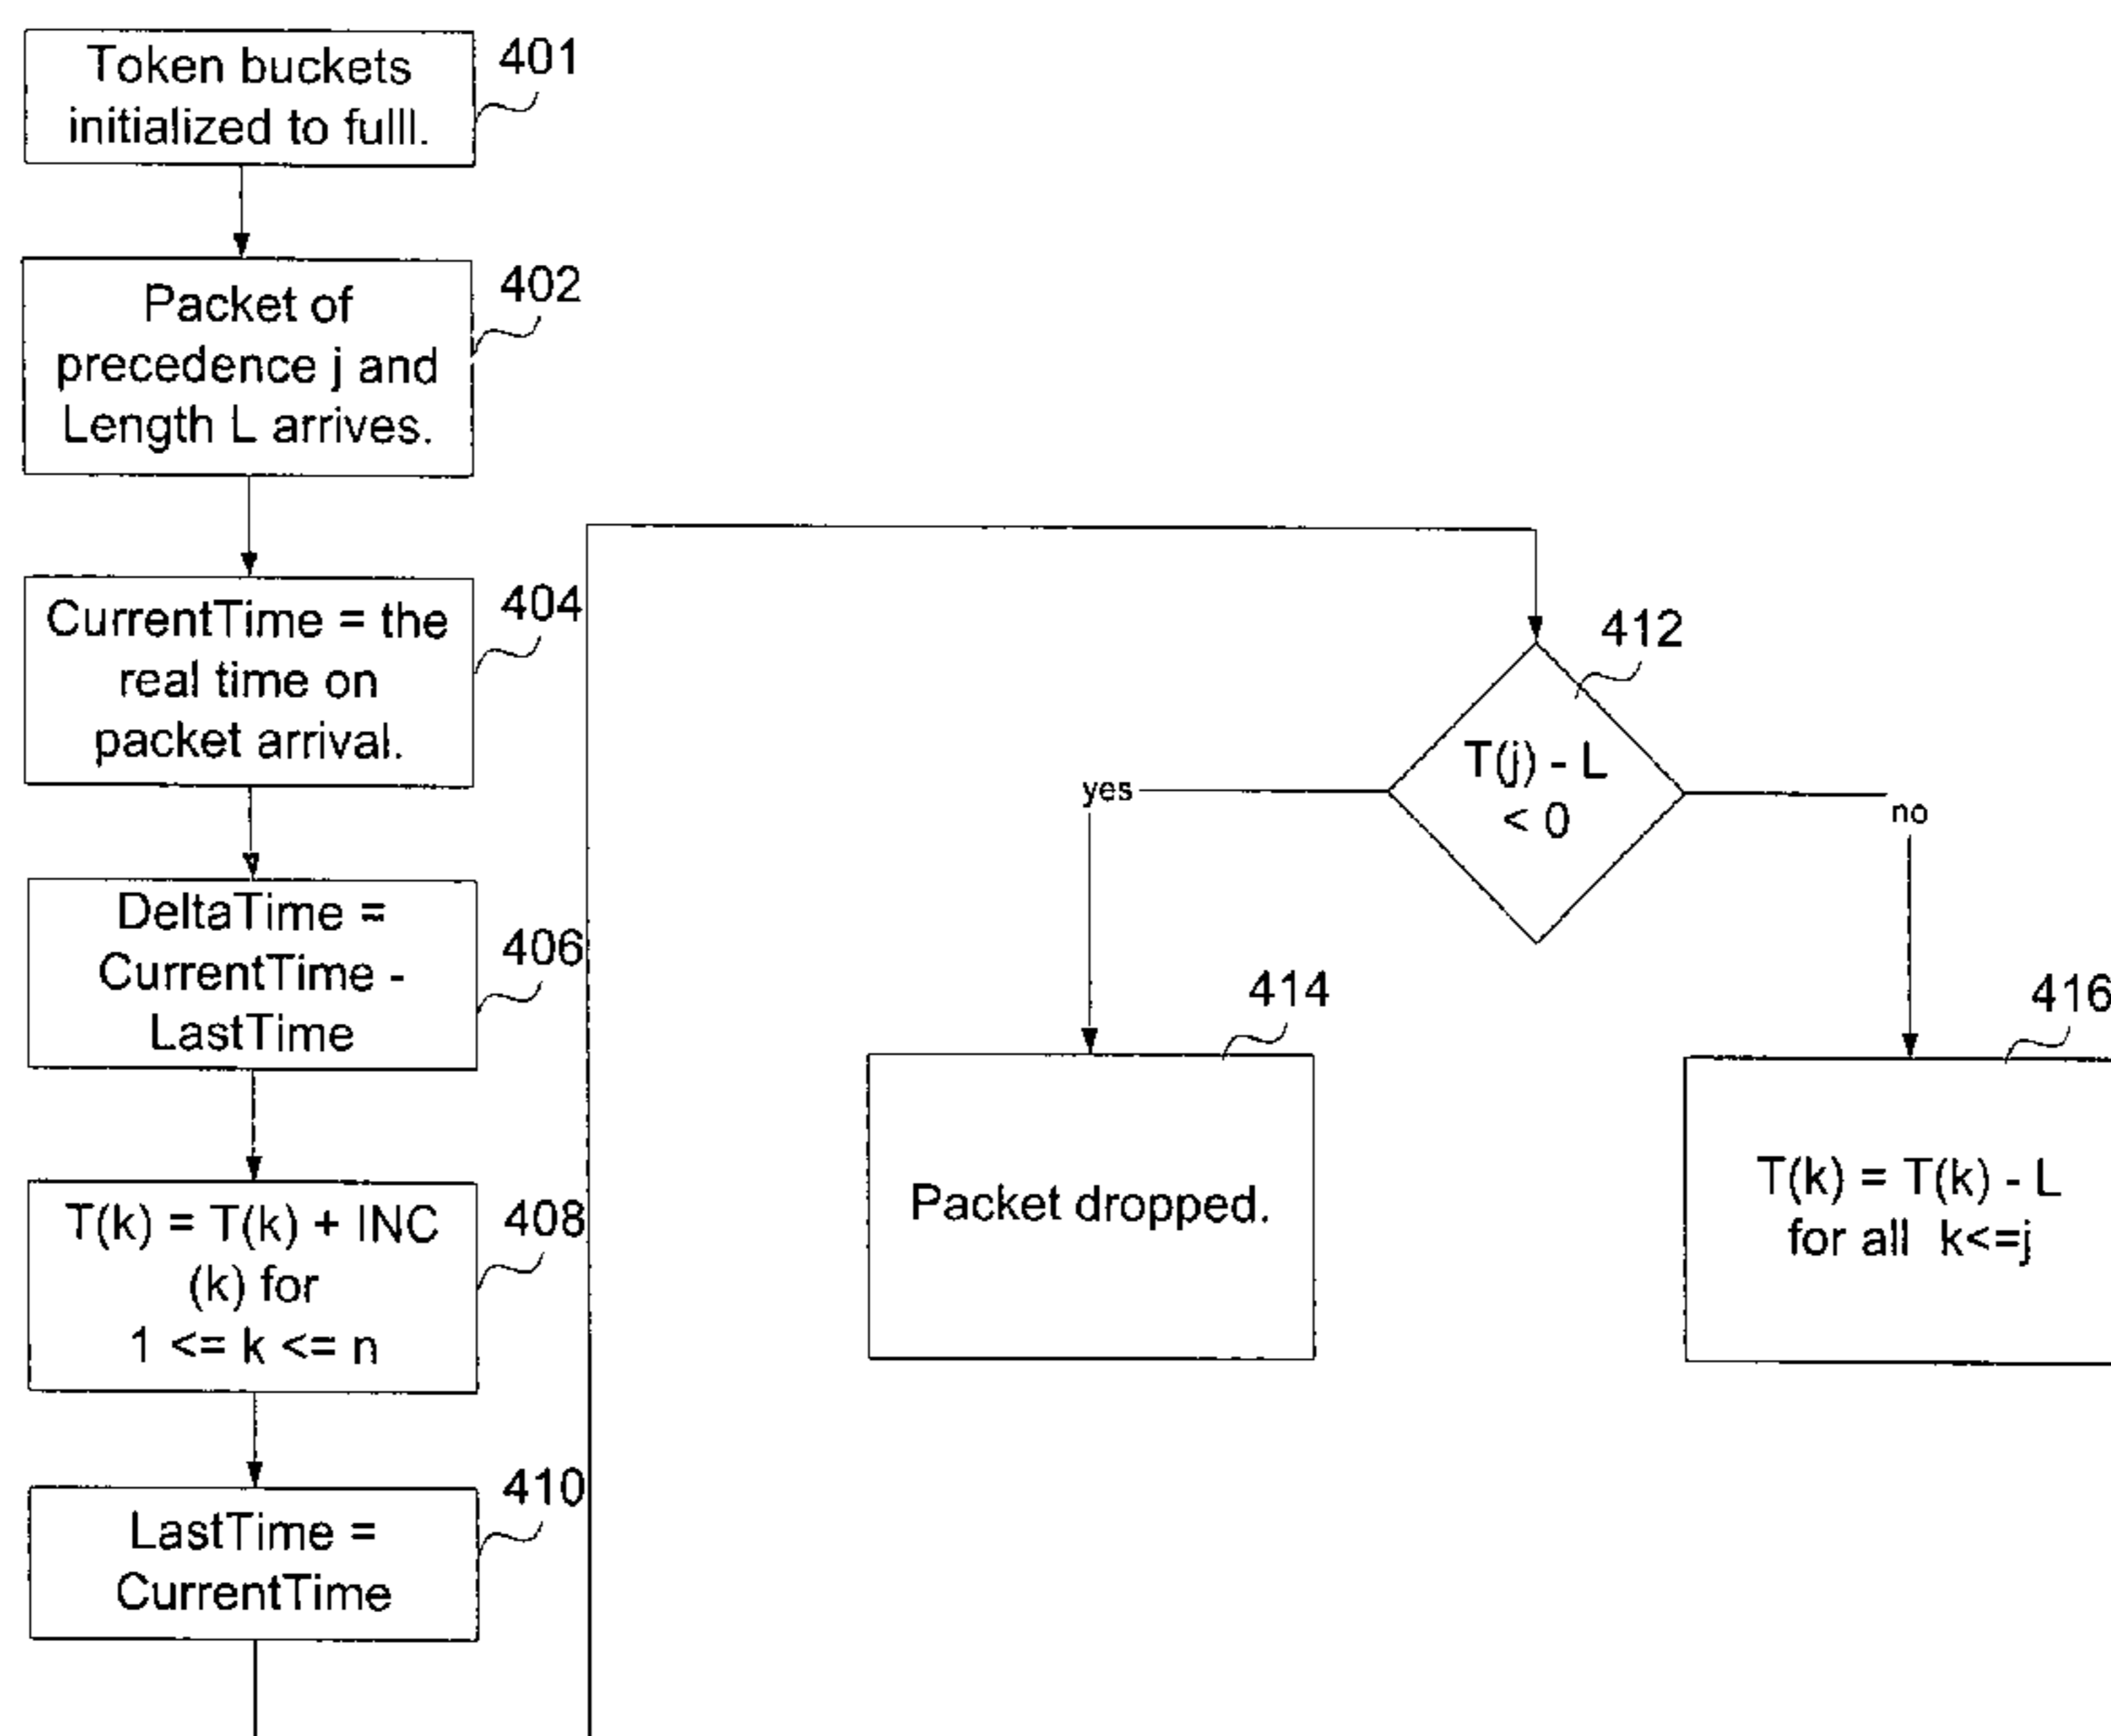 Token buckets
initialized to fulll.
401
Packet of
precedence j and
Length L arrives.
402
CurrentTime = the
real time on
packet arrival.
404
DeltaTime =
CurrentTime -
LastTime
406
T(k) = T(k) + INC
(k) for
1 <= k <= n
408
LastTime =
CurrentTime
410
412
T(j) - L
< 0
yes
no
414
Packet dropped.
416
T(k) = T(k) - L
for all k<=j